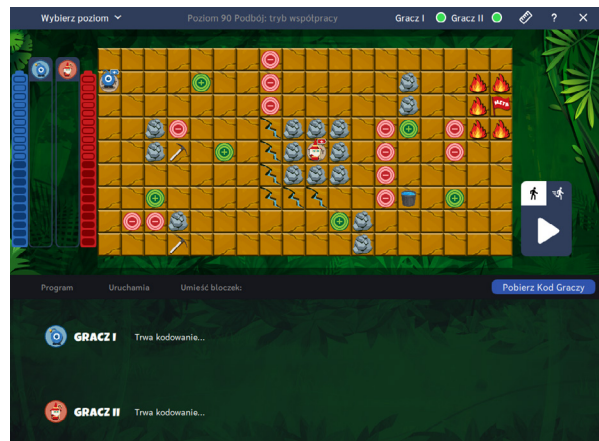 Wybierz poziom
Poziom 90 Podbój: tryb współpracy
Gracz I
Gracz II
?
META
Program
Uruchamia
Umieść bloczek:
Pobierz Kod Graczy
GRACZ I
Trwa kodowanie...
GRACZ II
Trwa kodowanie...